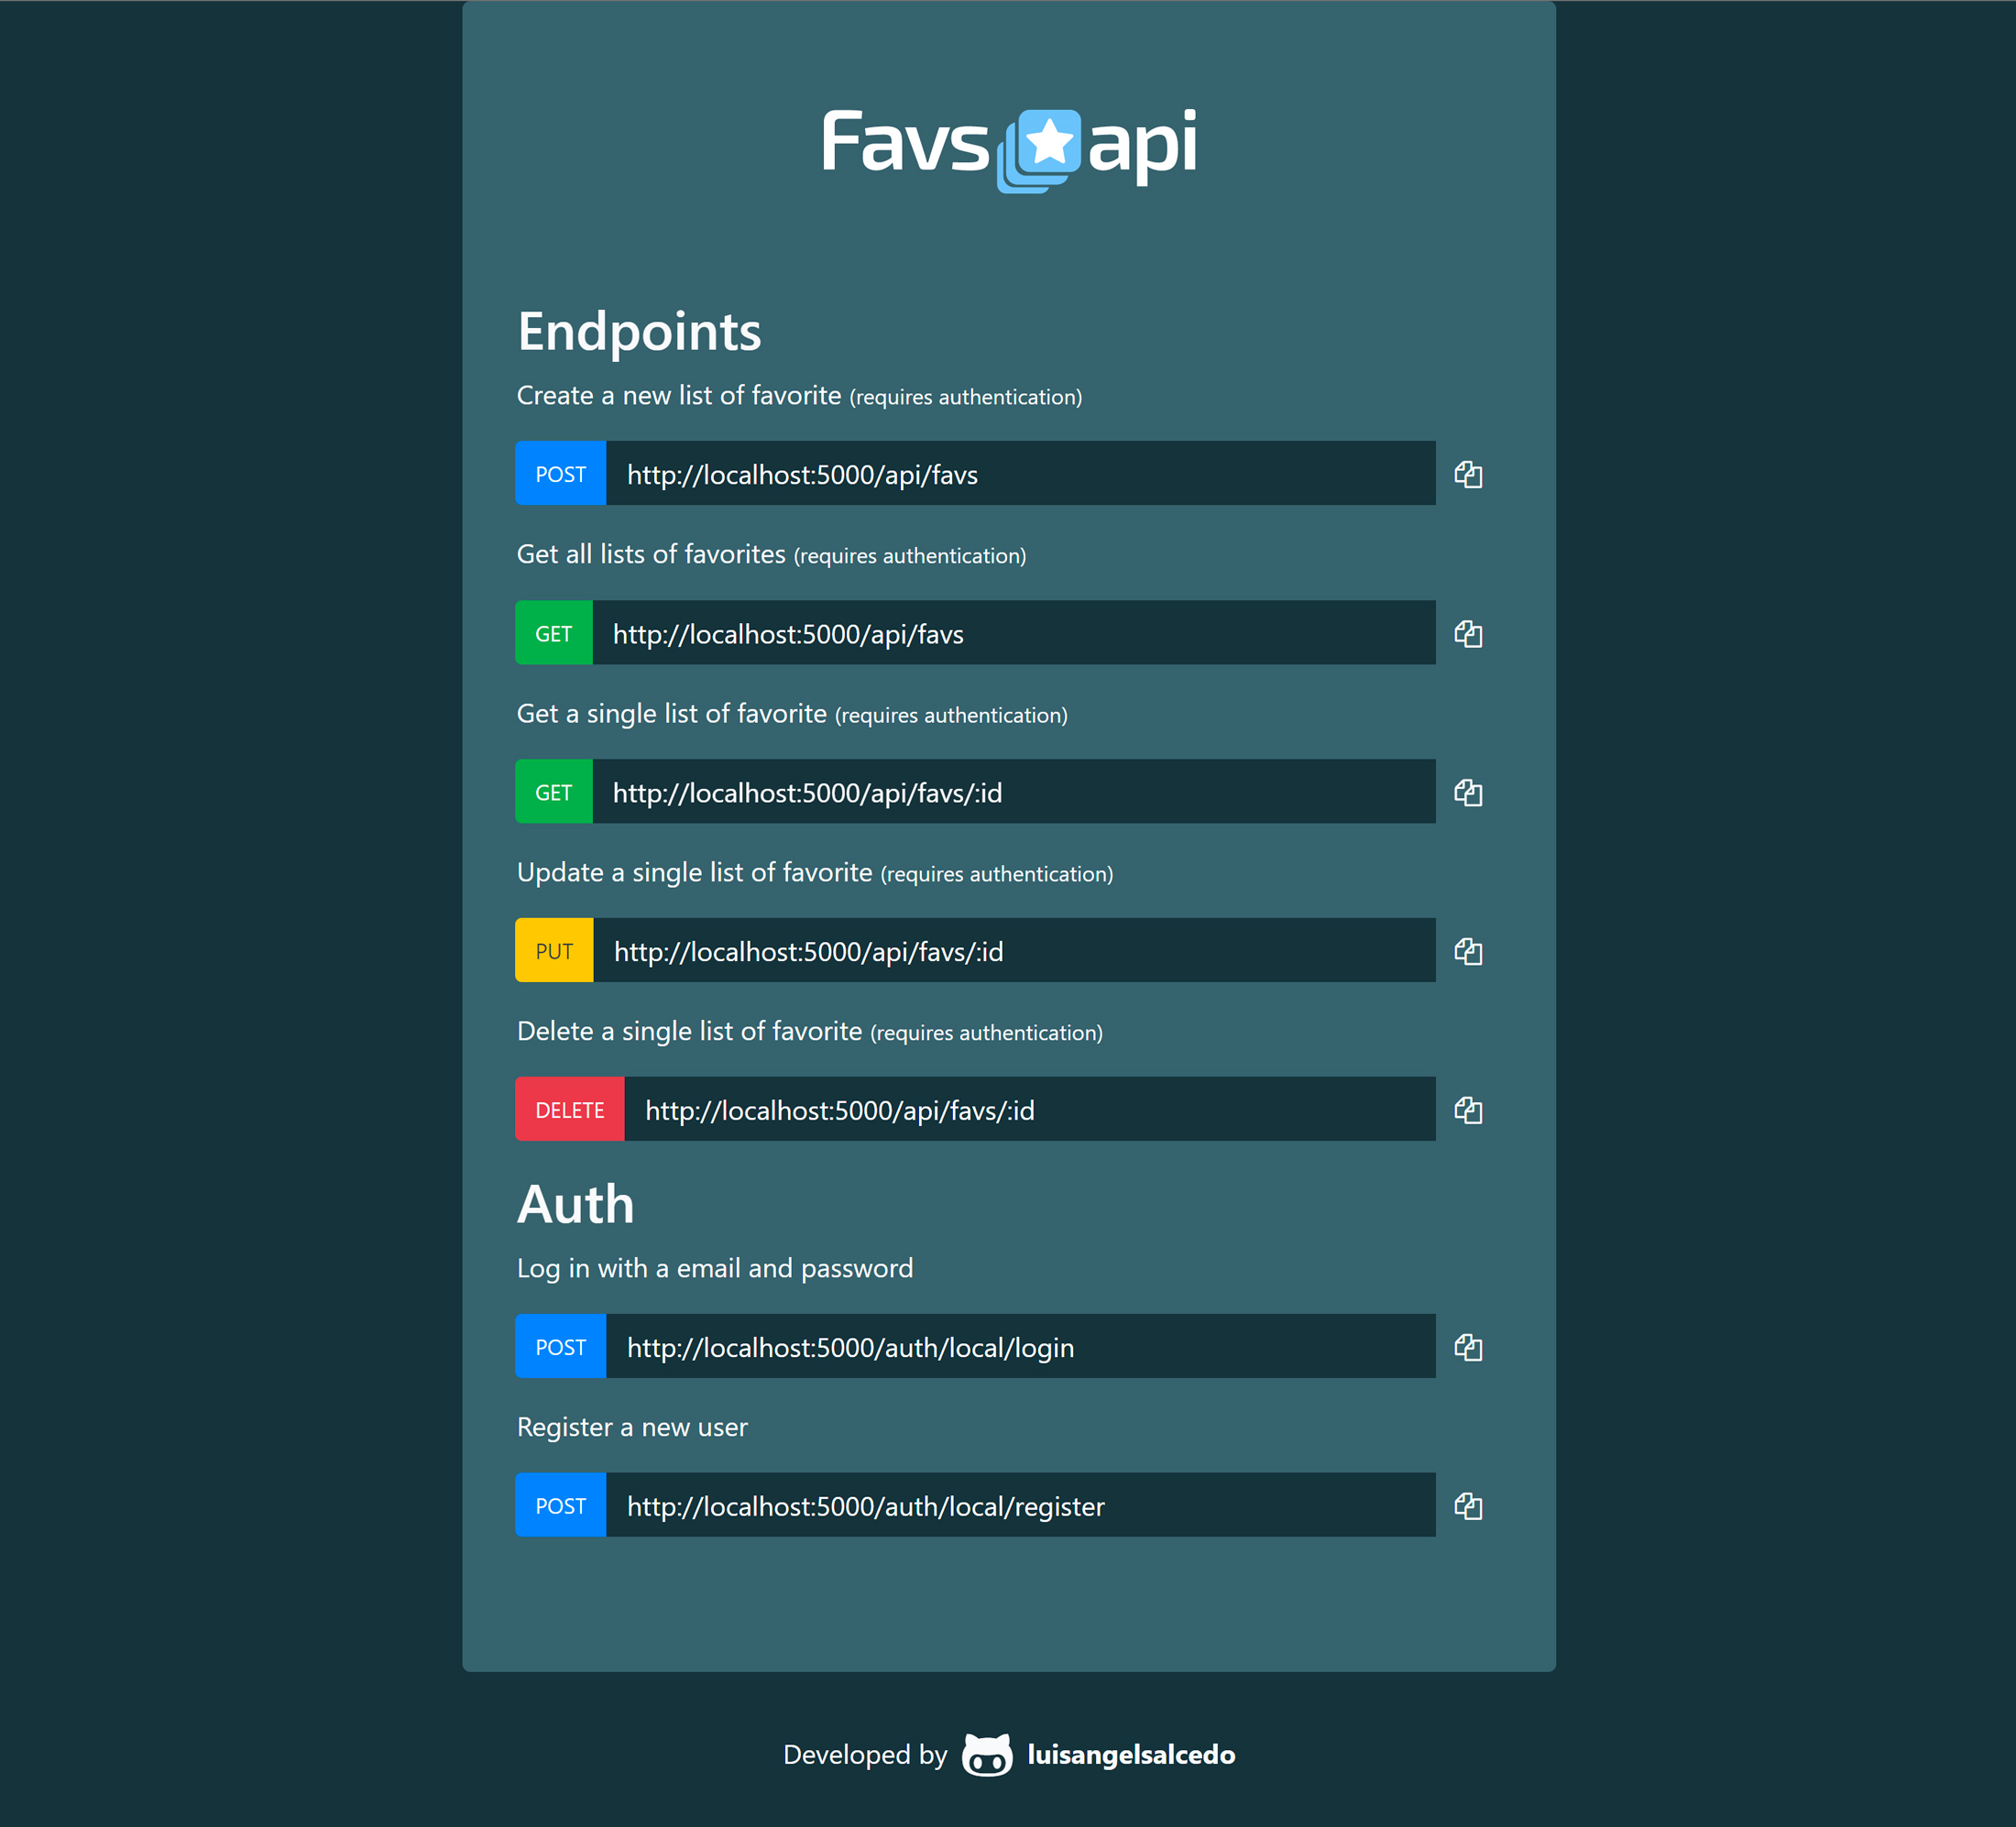 Favs api
Endpoints
Create a new list of favorite (requires authentication)
POST http://localhost:5000/api/favs
Get all lists of favorites (requires authentication)
GET http://localhost:5000/api/favs
Get a single list of favorite (requires authentication)
GET http://localhost:5000/api/favs/:id
Update a single list of favorite (requires authentication)
PUT http://localhost:5000/api/favs/:id
Delete a single list of favorite (requires authentication)
DELETE http://localhost:5000/api/favs/:id
Auth
Log in with a email and password
POST http://localhost:5000/auth/local/login
Register a new user
POST http://localhost:5000/auth/local/register
Developed by luisangelsalcedo